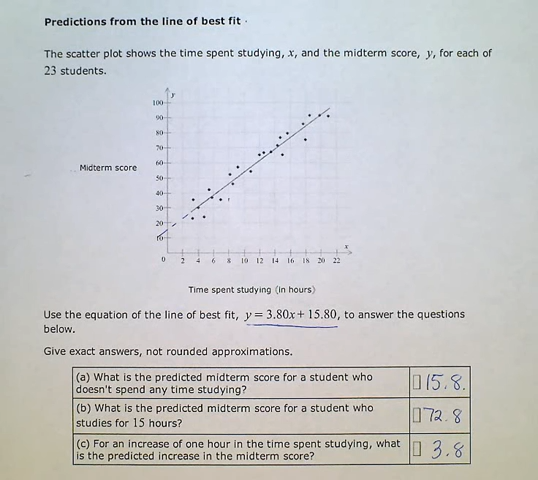 Predictions from the line of best fit
The scatter plot shows the time spent studying, x, and the midterm score, y, for each of
23 students.
y
100
90
80
70
60
Midterm score
50
40
30
20
10
x
0 2 4 6 8 10 12 14 16 18 20 22
Time spent studying (in hours)
Use the equation of the line of best fit, y = 3.80x + 15.80, to answer the questions
below.
Give exact answers, not rounded approximations.
(a) What is the predicted midterm score for a student who
doesn't spend any time studying?
15.8.
(b) What is the predicted midterm score for a student who
studies for 15 hours?
72.8
(c) For an increase of one hour in the time spent studying, what
is the predicted increase in the midterm score?
3.8